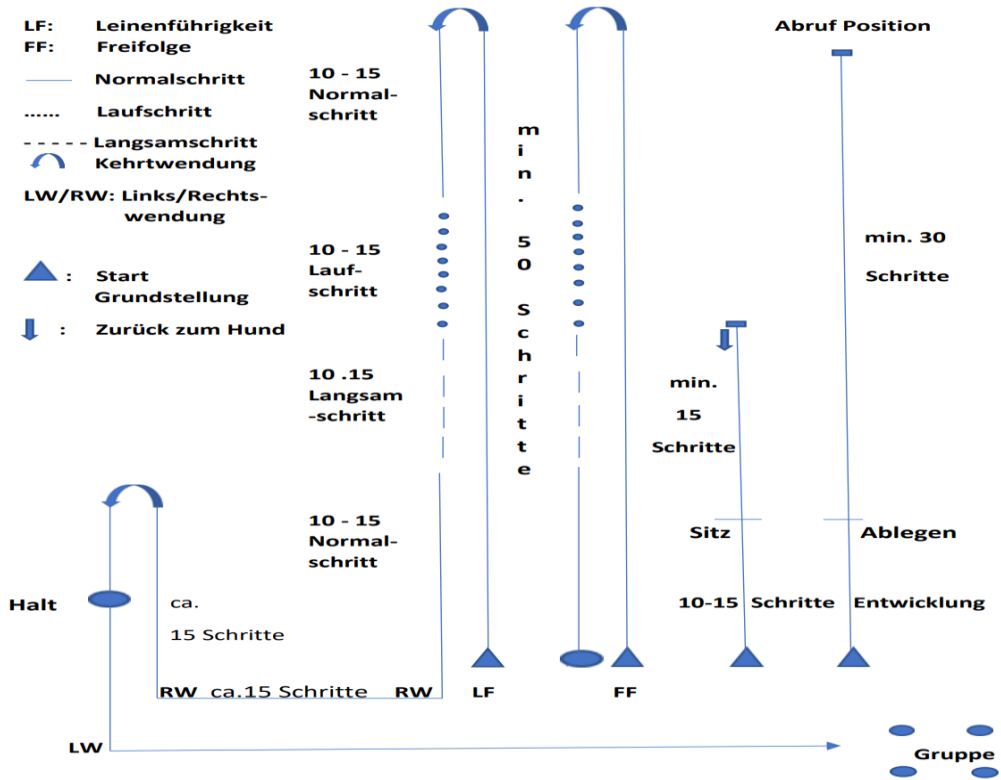 LF: Leinenführigkeit
FF: Freifolge
Normalschritt
...... Laufschritt
- - - - - Langsamschritt
Kehrtwendung
LW/RW: Links/Rechts-
wendung
: Start
Grundstellung
: Zurück zum Hund
10 - 15
Normal-
schritt
10 - 15
Lauf-
schritt
10 .15
Langsam
-schritt
10 - 15
Normal-
schritt
min. 50 Schritte
Abruf Position
min. 30
Schritte
min.
15
Schritte
Sitz
Ablegen
10-15 Schritte Entwicklung
Halt
ca.
15 Schritte
RW ca.15 Schritte RW
LF
FF
LW
Gruppe